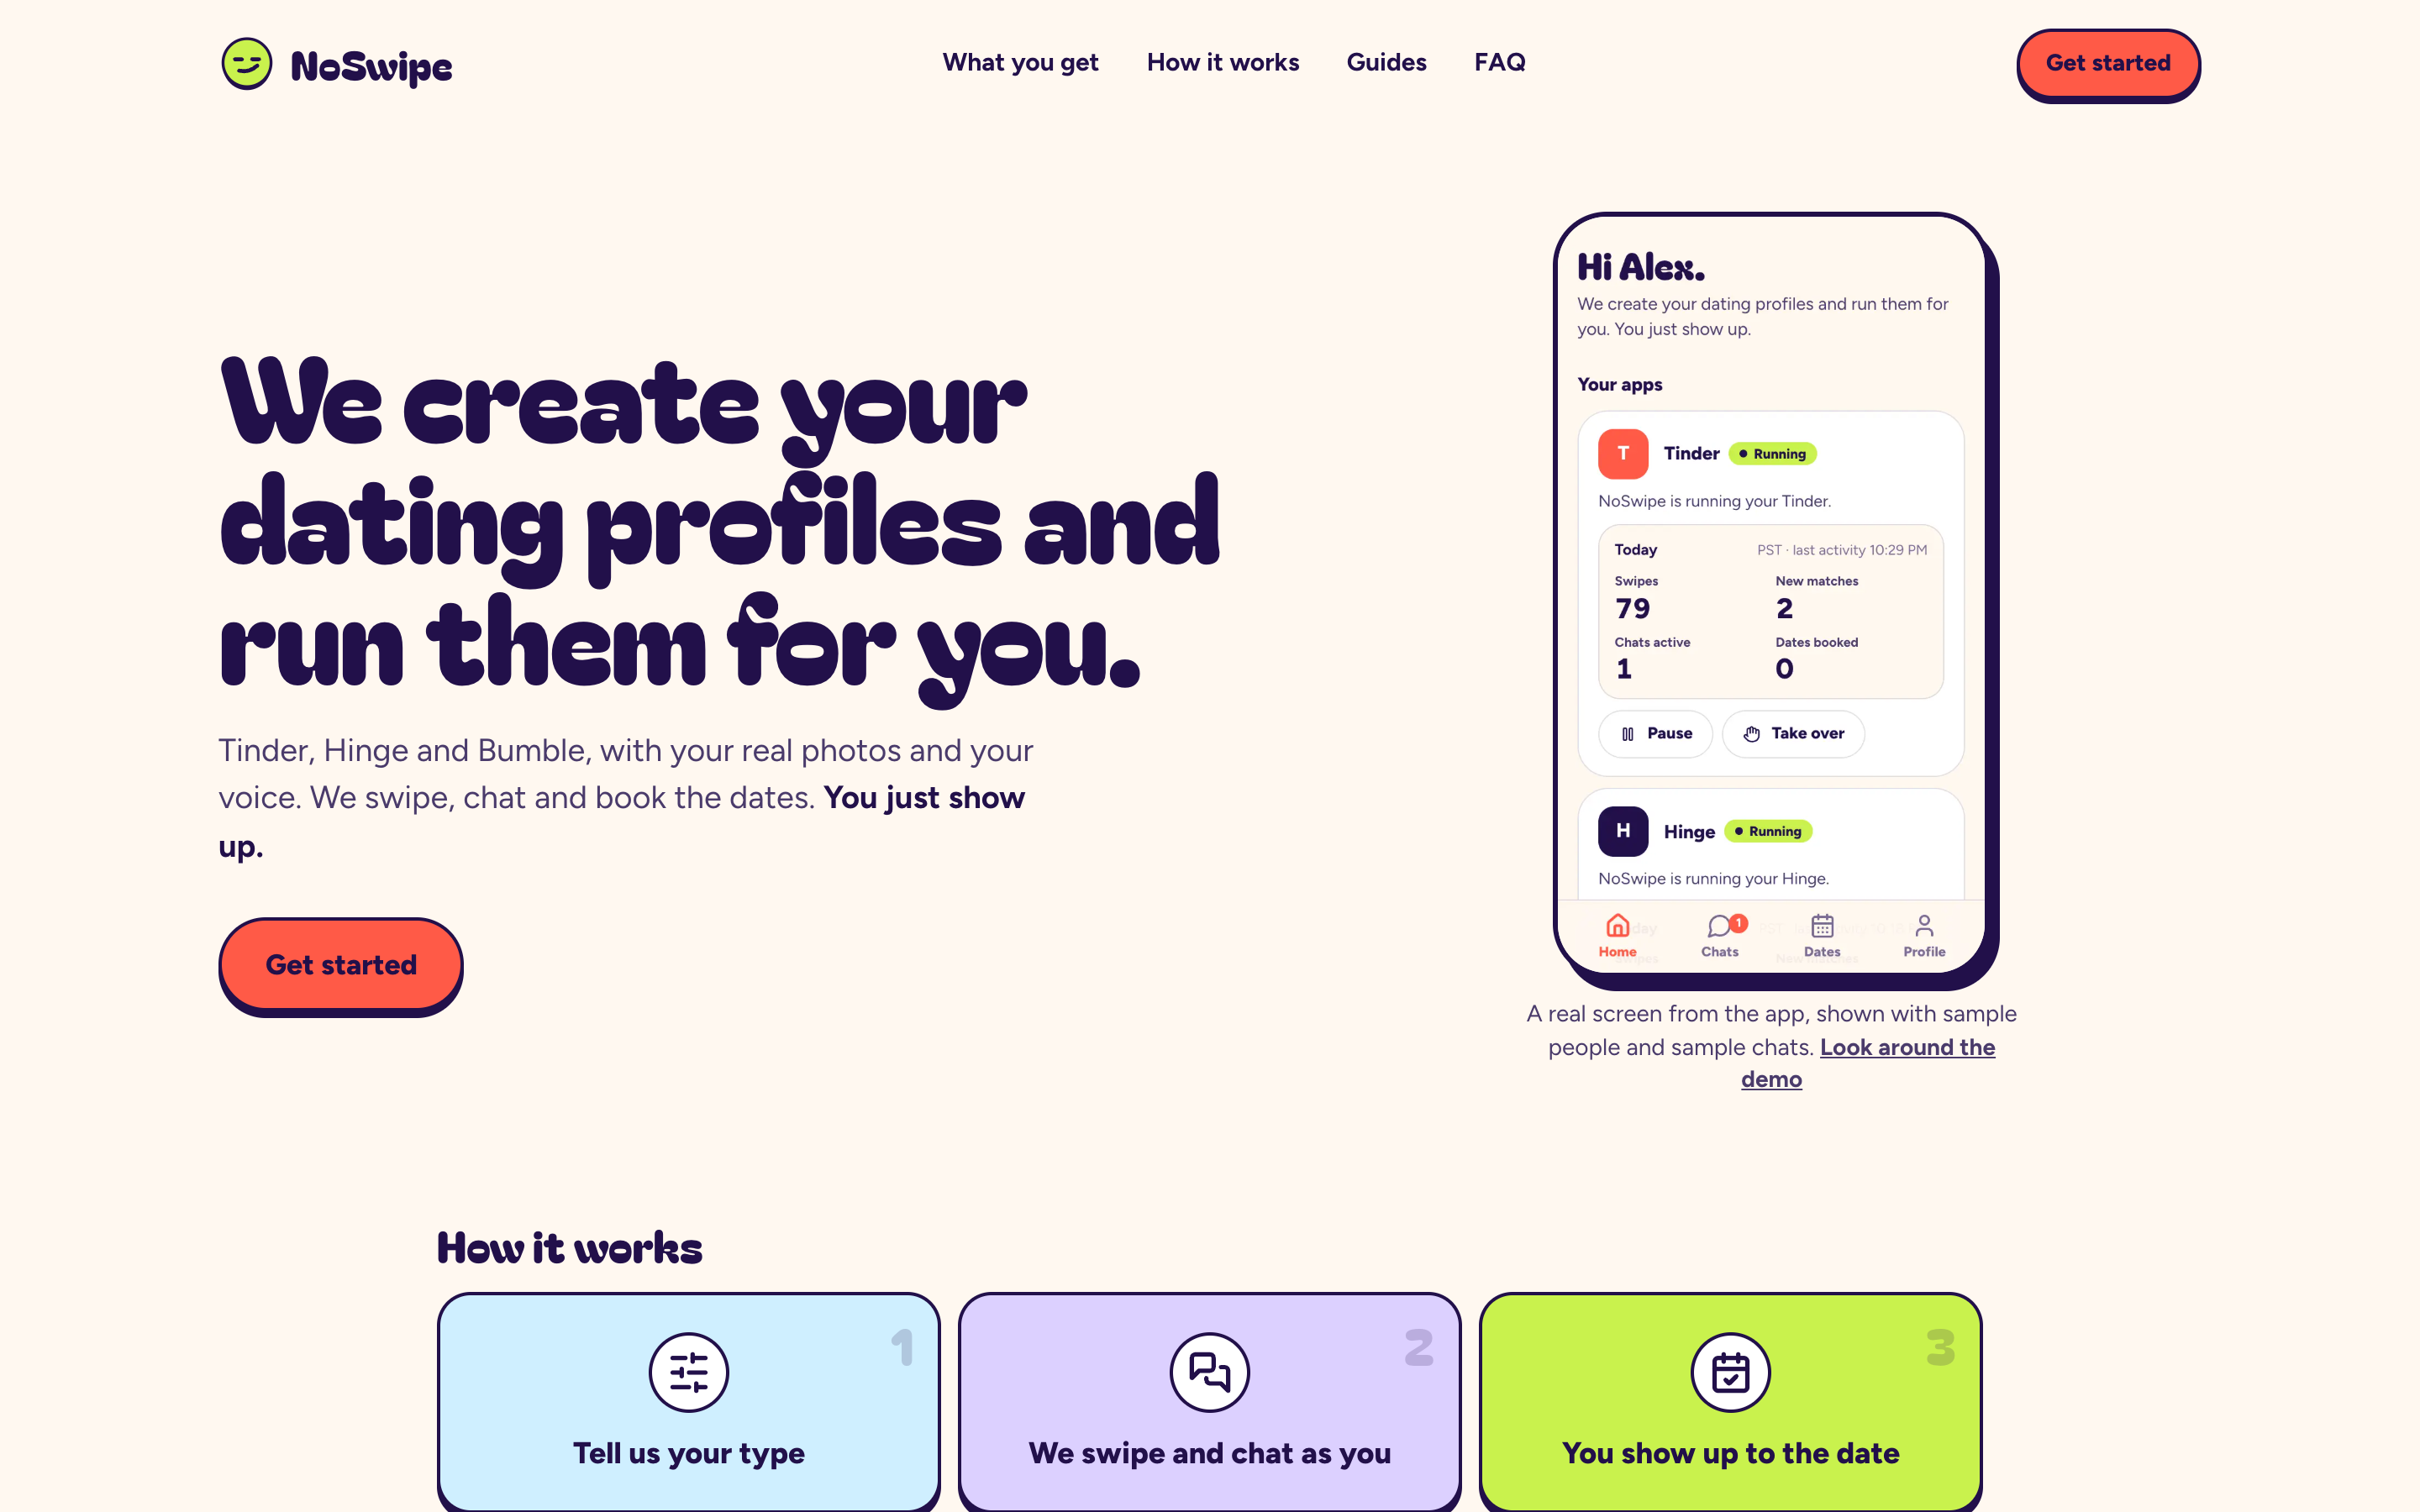 NoSwipe
What you get
How it works
Guides
FAQ
Get started
We create your
dating profiles and
run them for you.
Tinder, Hinge and Bumble, with your real photos and your
voice. We swipe, chat and book the dates. You just show
up.
Get started
Hi Alex.
We create your dating profiles and run them for
you. You just show up.
Your apps
T
Tinder
Running
NoSwipe is running your Tinder.
Today
PST · last activity 10:29 PM
Swipes
New matches
79
2
Chats active
Dates booked
1
0
Pause
Take over
H
Hinge
Running
NoSwipe is running your Hinge.
1
Home
Chats
Dates
Profile
A real screen from the app, shown with sample
people and sample chats. Look around the
demo
How it works
1
Tell us your type
2
We swipe and chat as you
3
You show up to the date